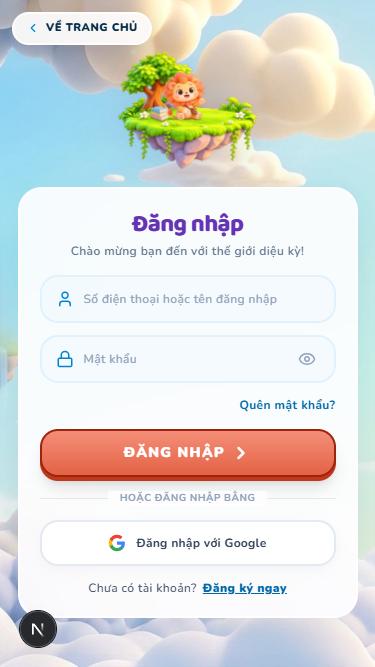 VỀ TRANG CHỦ
Đăng nhập
Chào mừng bạn đến với thế giới diệu kỳ!
Số điện thoại hoặc tên đăng nhập
Mật khẩu
Quên mật khẩu?
ĐĂNG NHẬP
HOẶC ĐĂNG NHẬP BẰNG
Đăng nhập với Google
Chưa có tài khoản? Đăng ký ngay
N